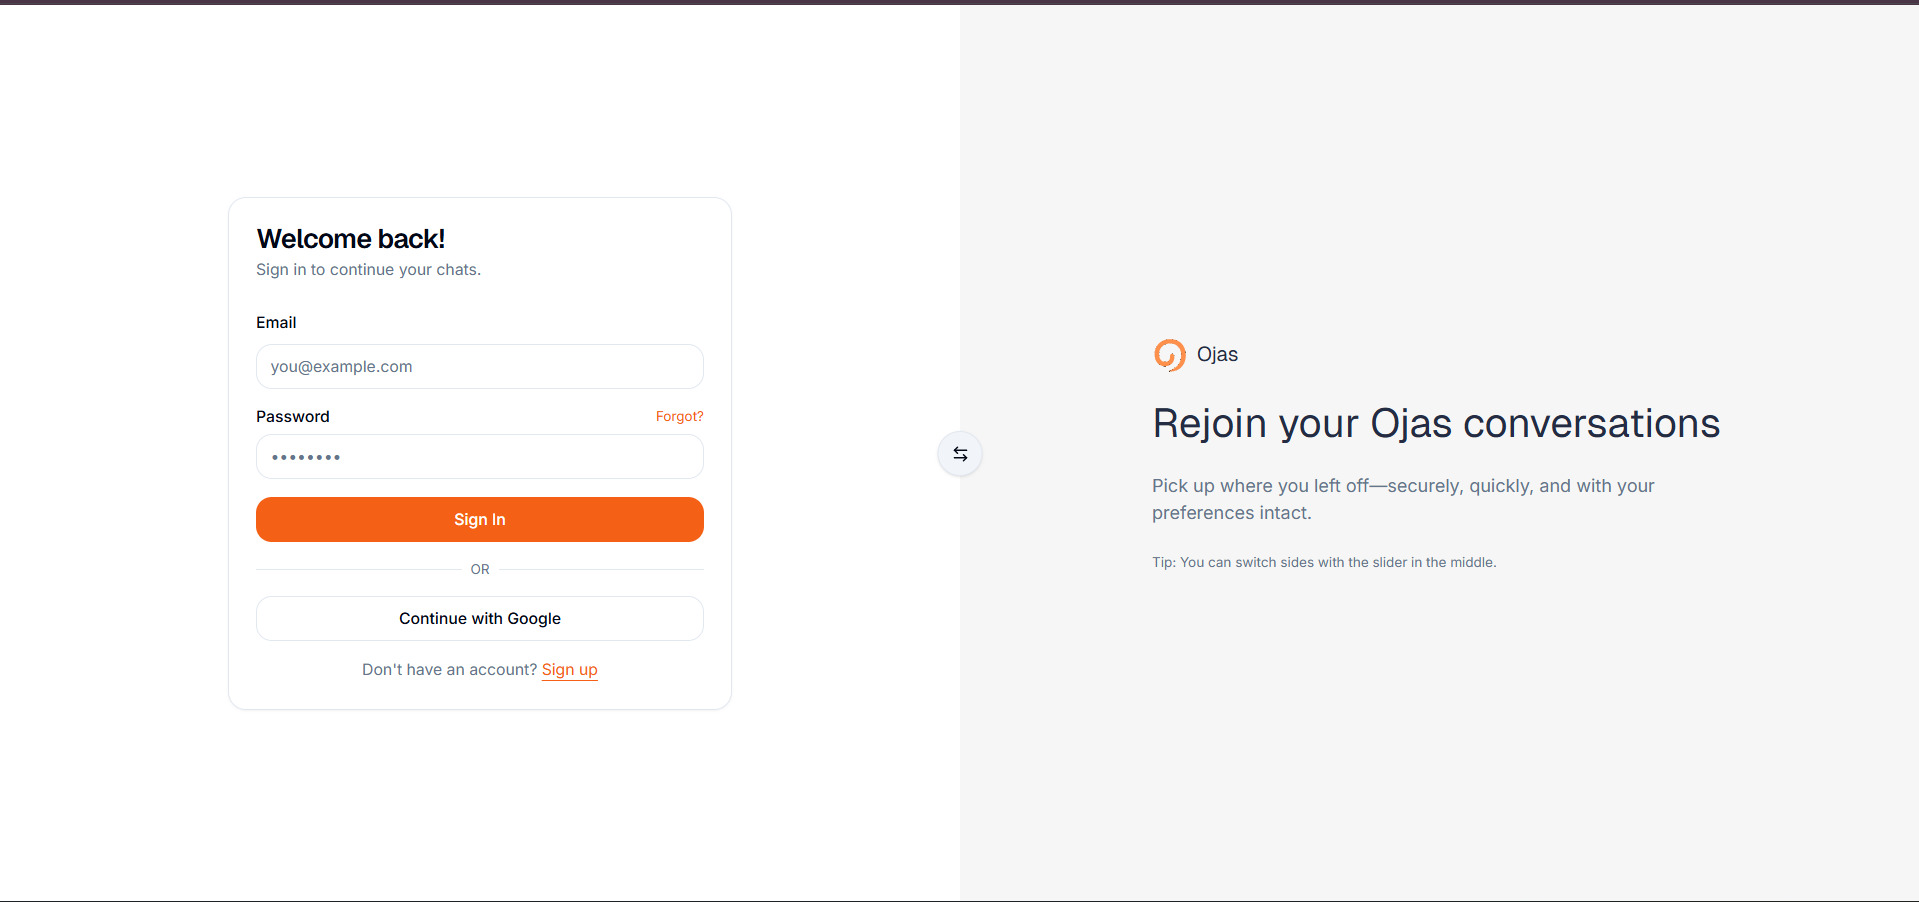 Welcome back!
Sign in to continue your chats.
Email
you@example.com
Password
Forgot?
••••••••
Sign In
OR
Continue with Google
Don't have an account? Sign up
Ojas
Rejoin your Ojas conversations
Pick up where you left off—securely, quickly, and with your
preferences intact.
Tip: You can switch sides with the slider in the middle.